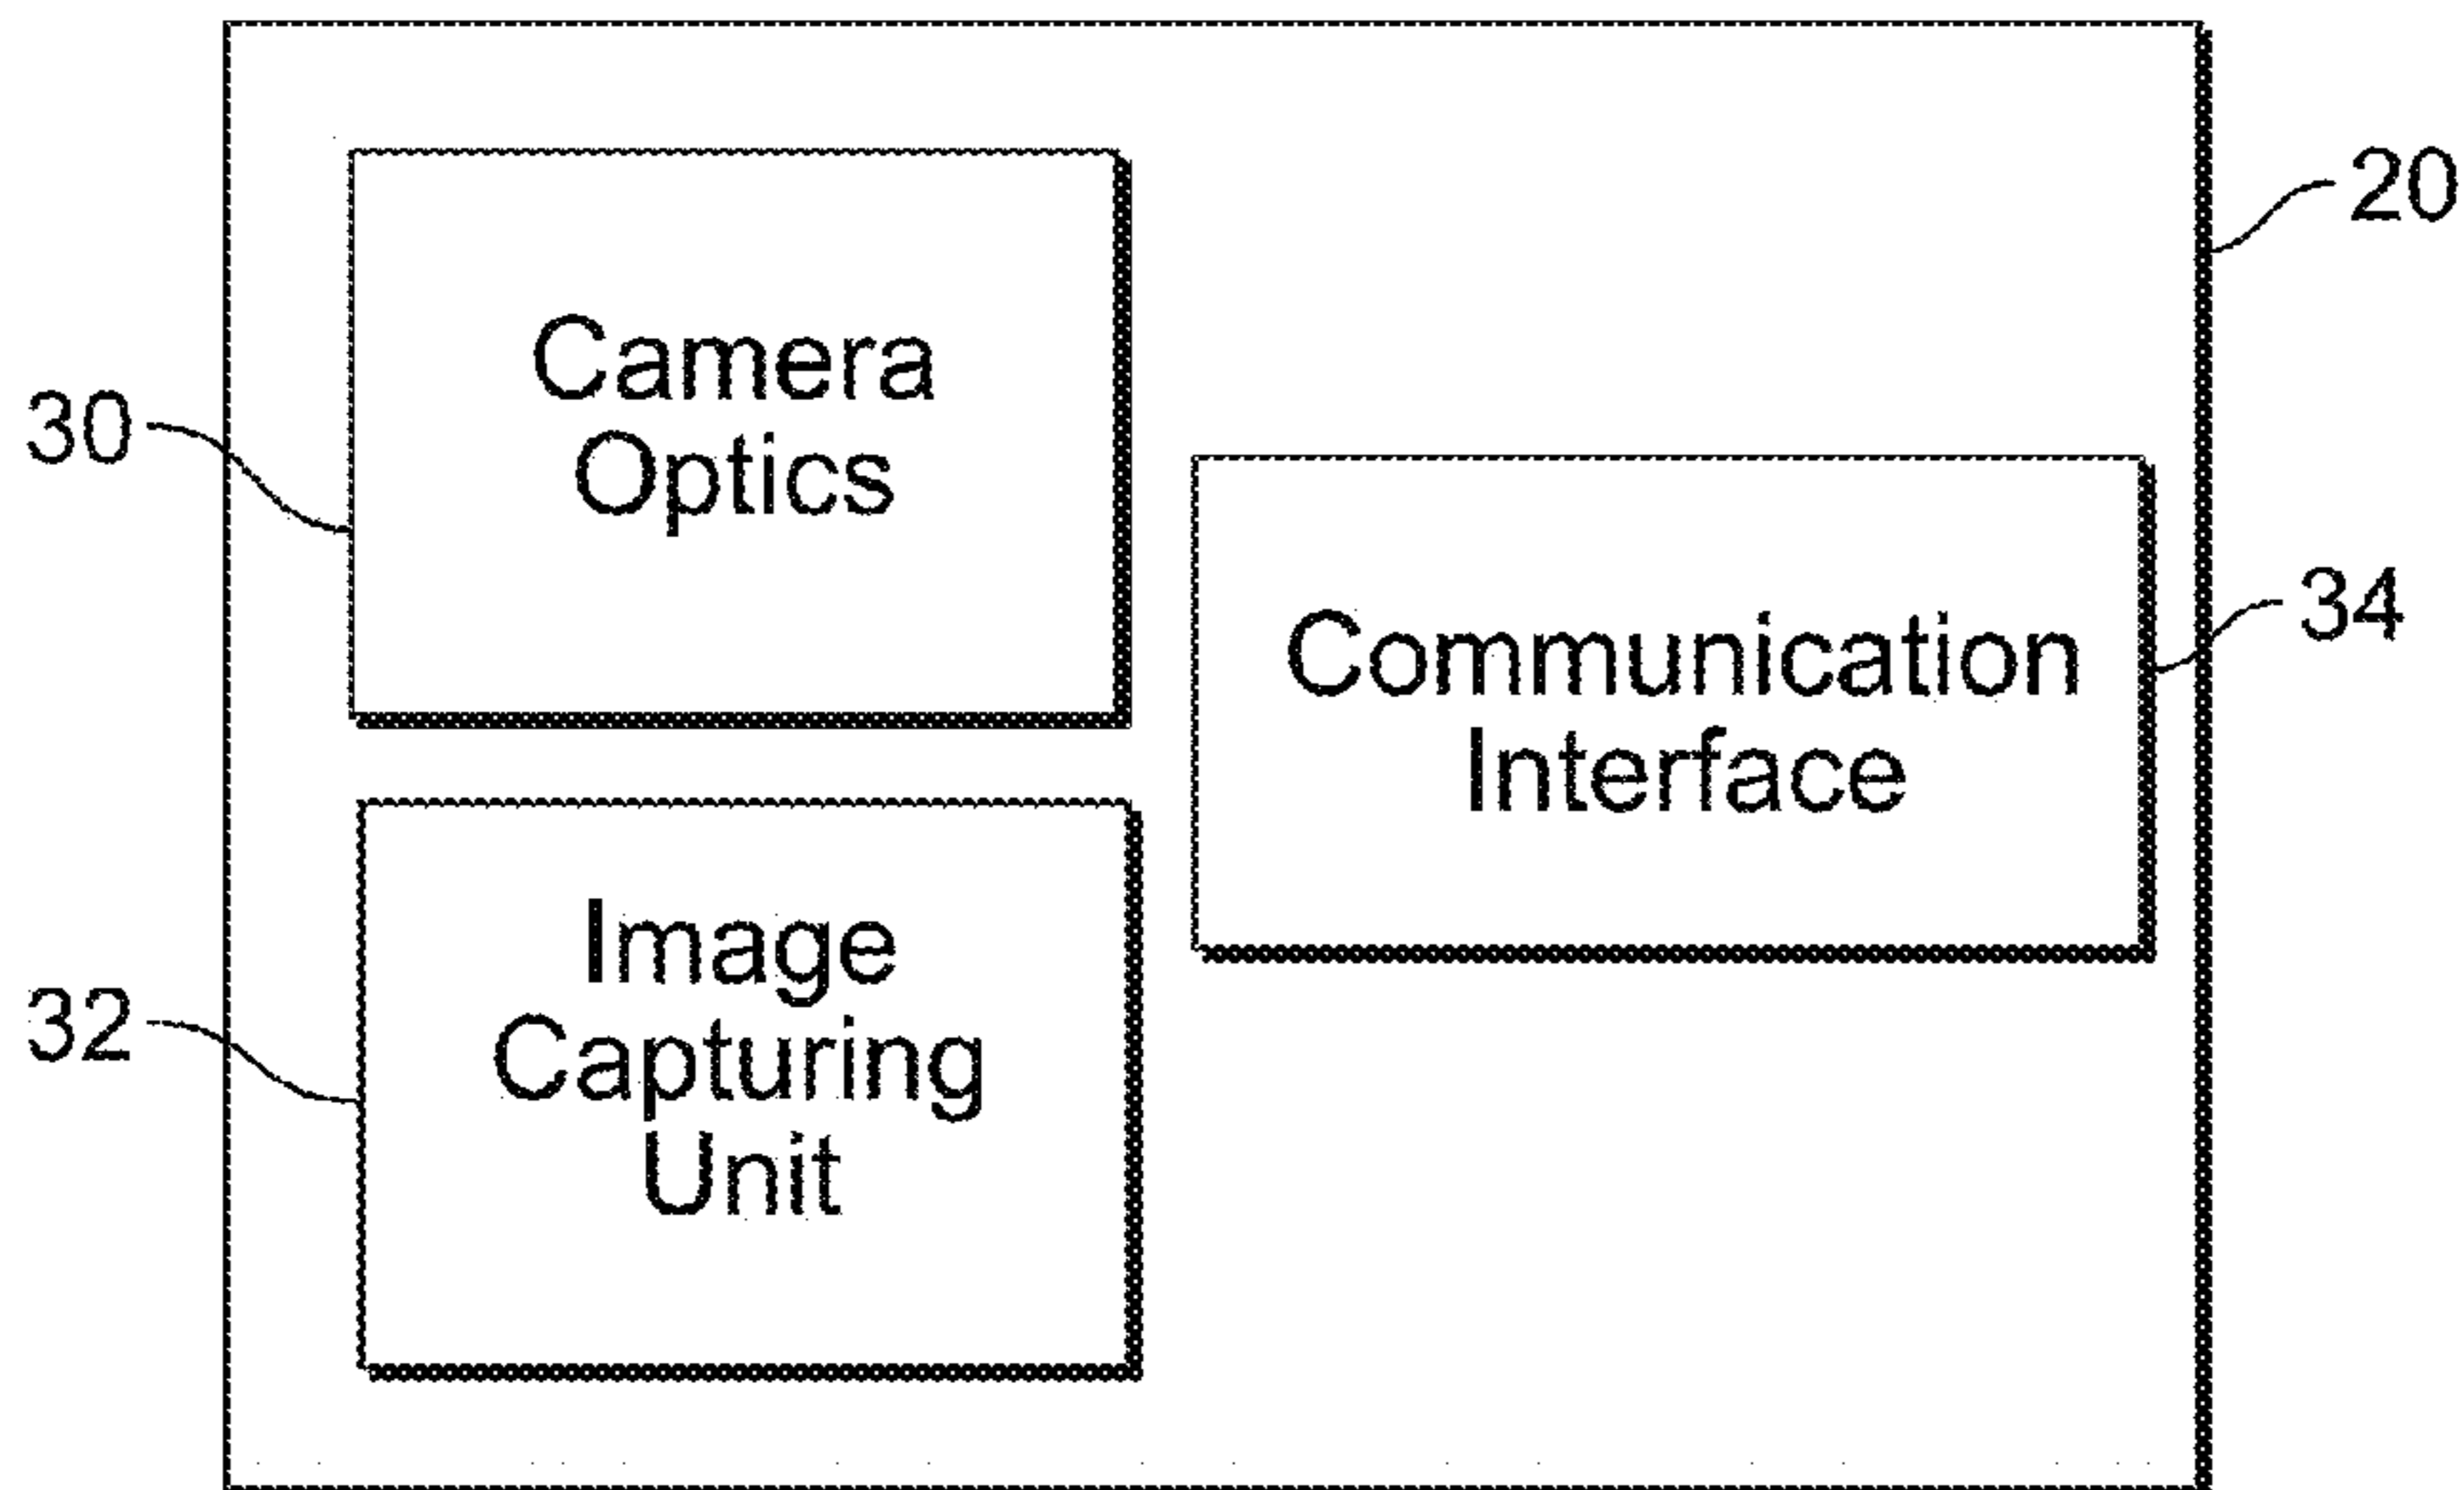 20
Camera
Optics
30
Communication
Interface
34
Image
Capturing
Unit
32